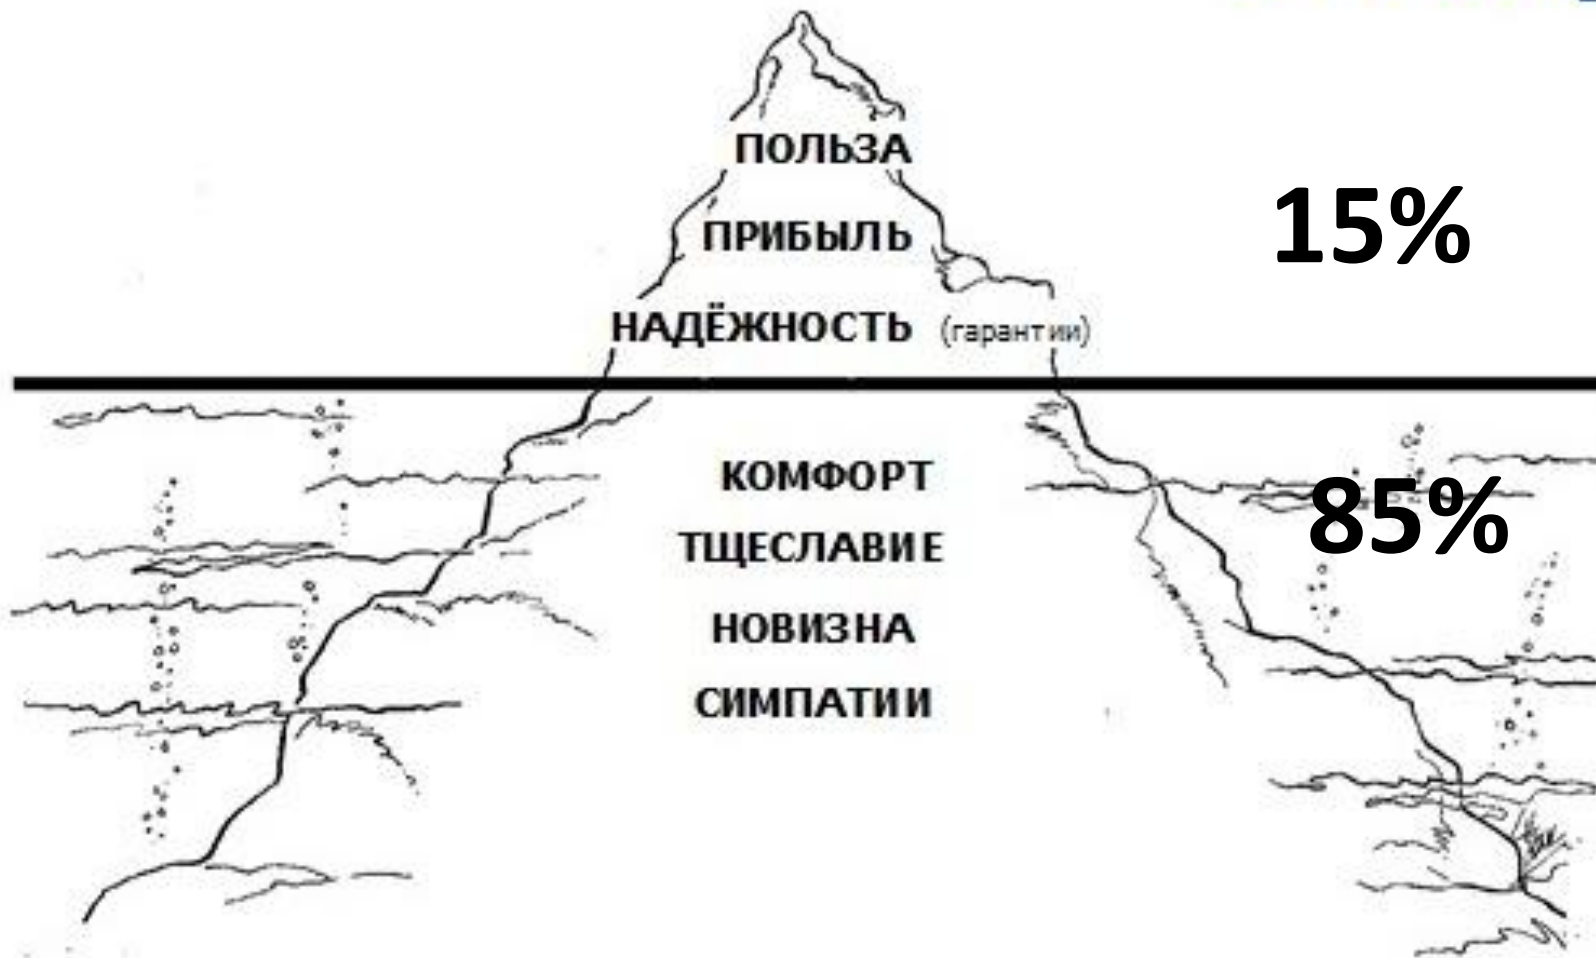 ПОЛЬЗА
15%
ПРИБЫЛЬ
НАДЁЖНОСТЬ (гарантии)
КОМФОРТ
85%
ТЩЕСЛАВИЕ
НОВИЗНА
СИМПАТИИ